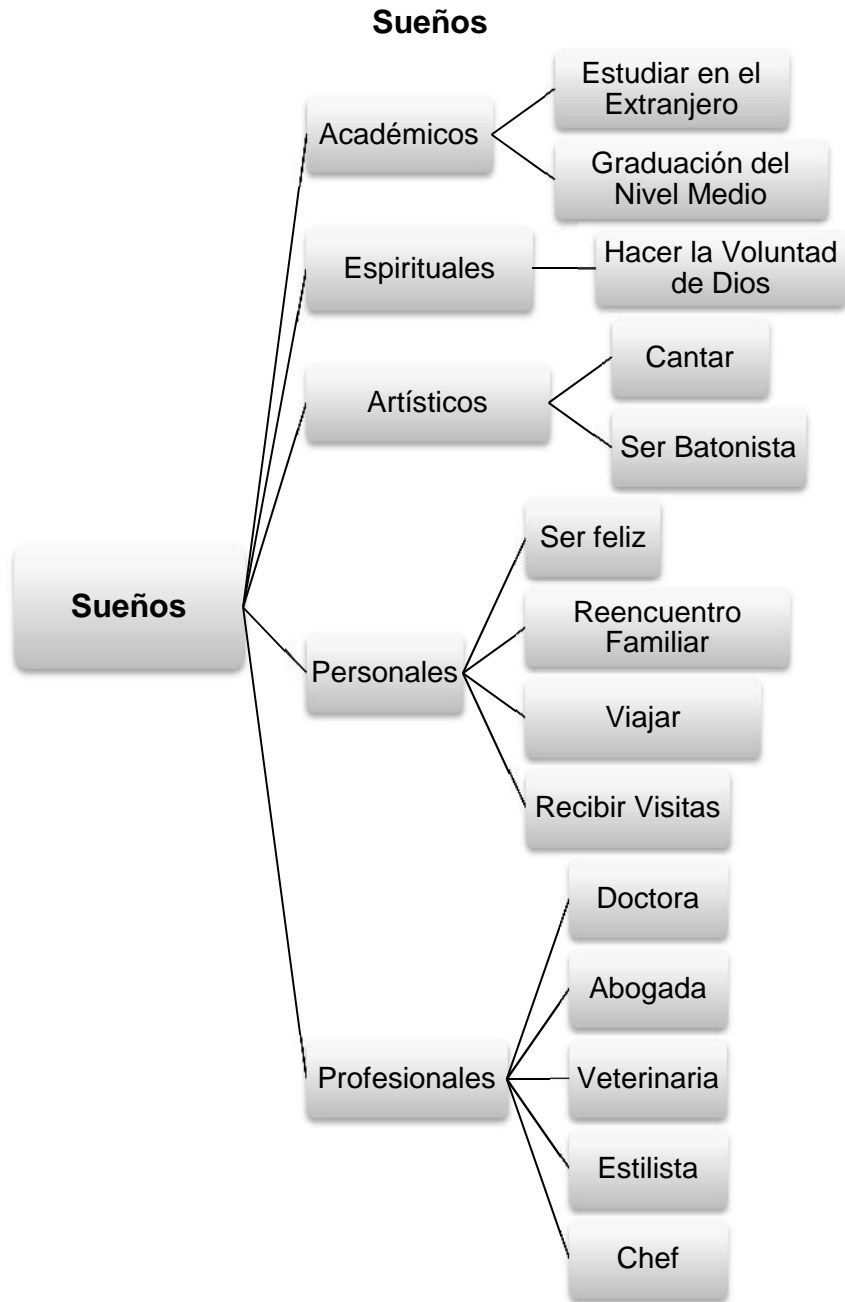 Sueños
Académicos
Estudiar en el
Extranjero
Graduación del
Nivel Medio
Espirituales
Hacer la Voluntad
de Dios
Artísticos
Cantar
Ser Batonista
Sueños
Personales
Ser feliz
Reencuentro
Familiar
Viajar
Recibir Visitas
Profesionales
Doctora
Abogada
Veterinaria
Estilista
Chef